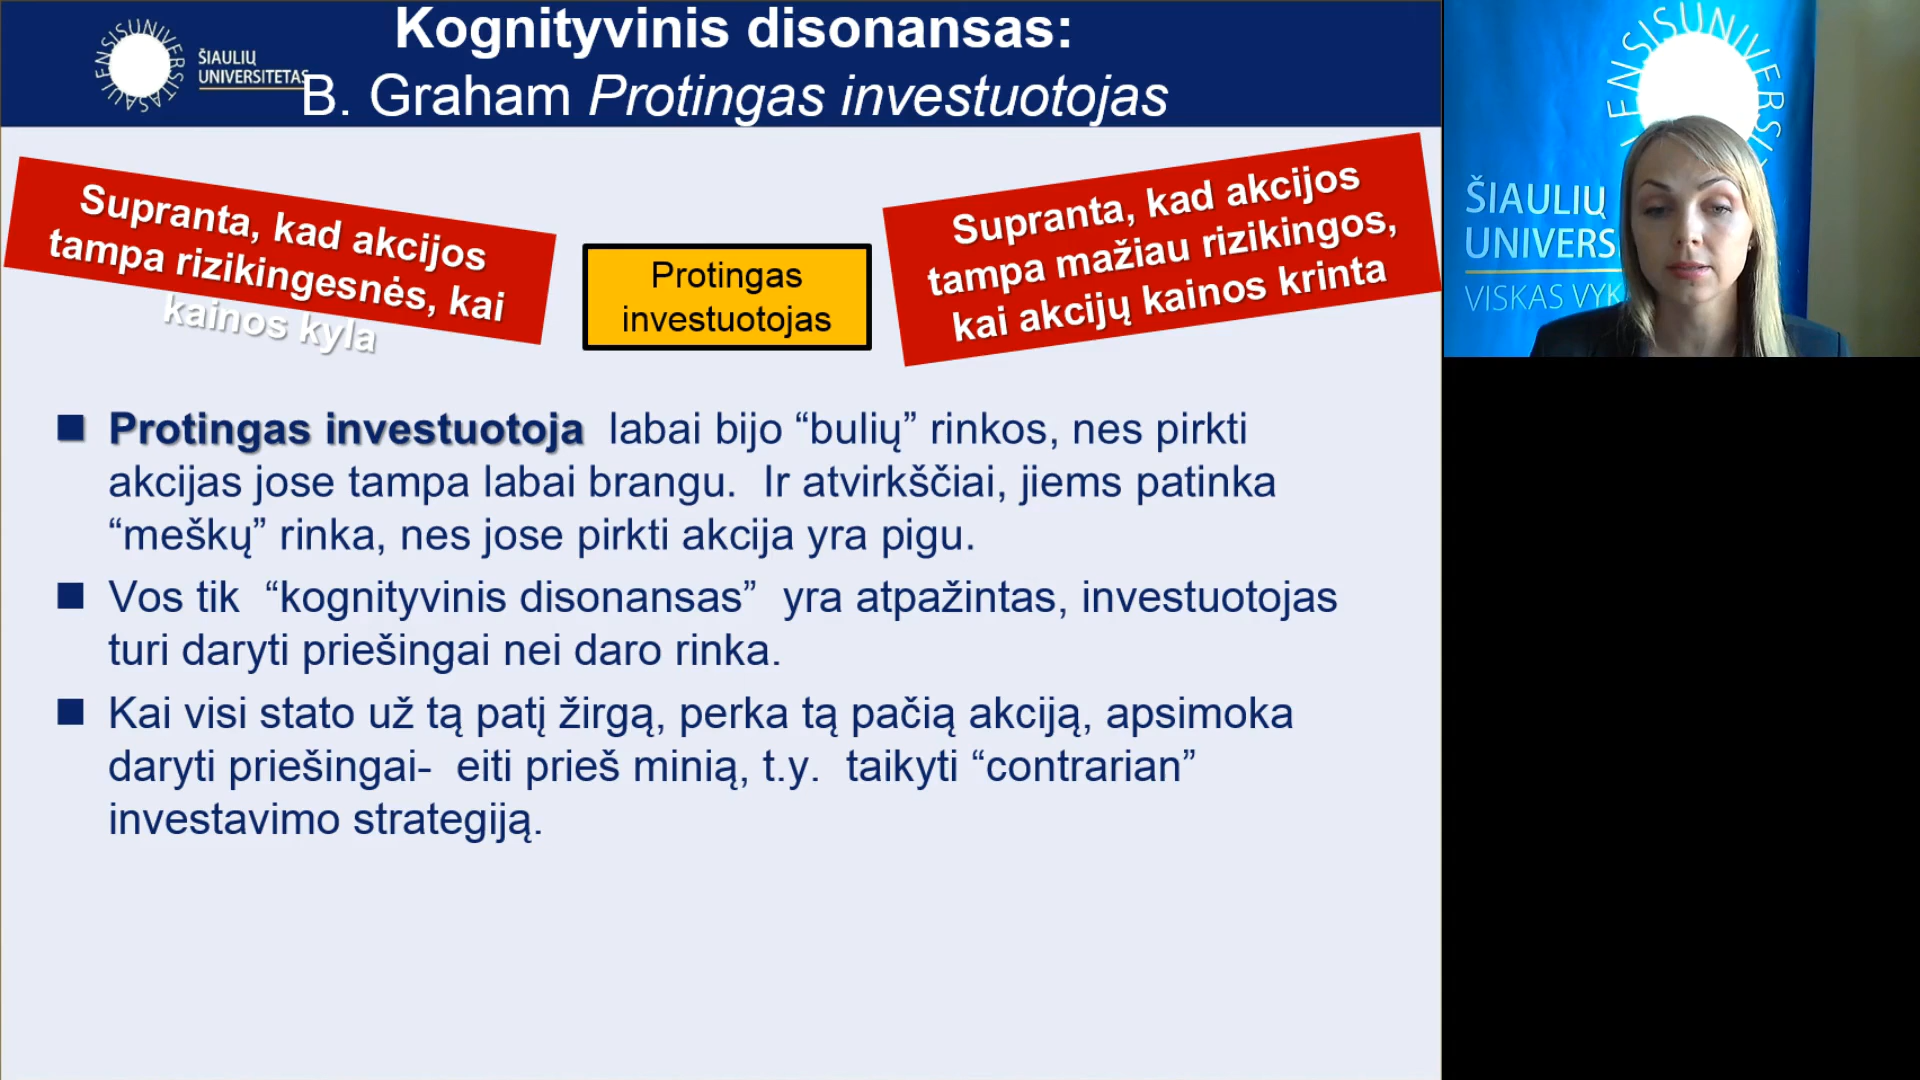 Kognityvinis disonansas:
B. Graham Protingas investuotojas
ŠIAULIŲ
UNIVERSITETAS
ENSISUNIVERSITASSAUL
Supranta, kad akcijos
tampa rizikingesnės, kai
kainos kyla
Protingas
investuotojas
Supranta, kad akcijos
tampa mažiau rizikingos,
kai akcijų kainos krinta
Protingas investuotoja labai bijo “bulių” rinkos, nes pirkti
akcijas jose tampa labai brangu. Ir atvirkščiai, jiems patinka
“meškų” rinka, nes jose pirkti akcija yra pigu.
Vos tik “kognityvinis disonansas” yra atpažintas, investuotojas
turi daryti priešingai nei daro rinka.
Kai visi stato už tą patį žirgą, perka tą pačią akciją, apsimoka
daryti priešingai- eiti prieš minią, t.y. taikyti “contrarian”
investavimo strategiją.
ENSISUNIVERS
ŠIAULIŲ
UNIVERS
VISKAS VYK